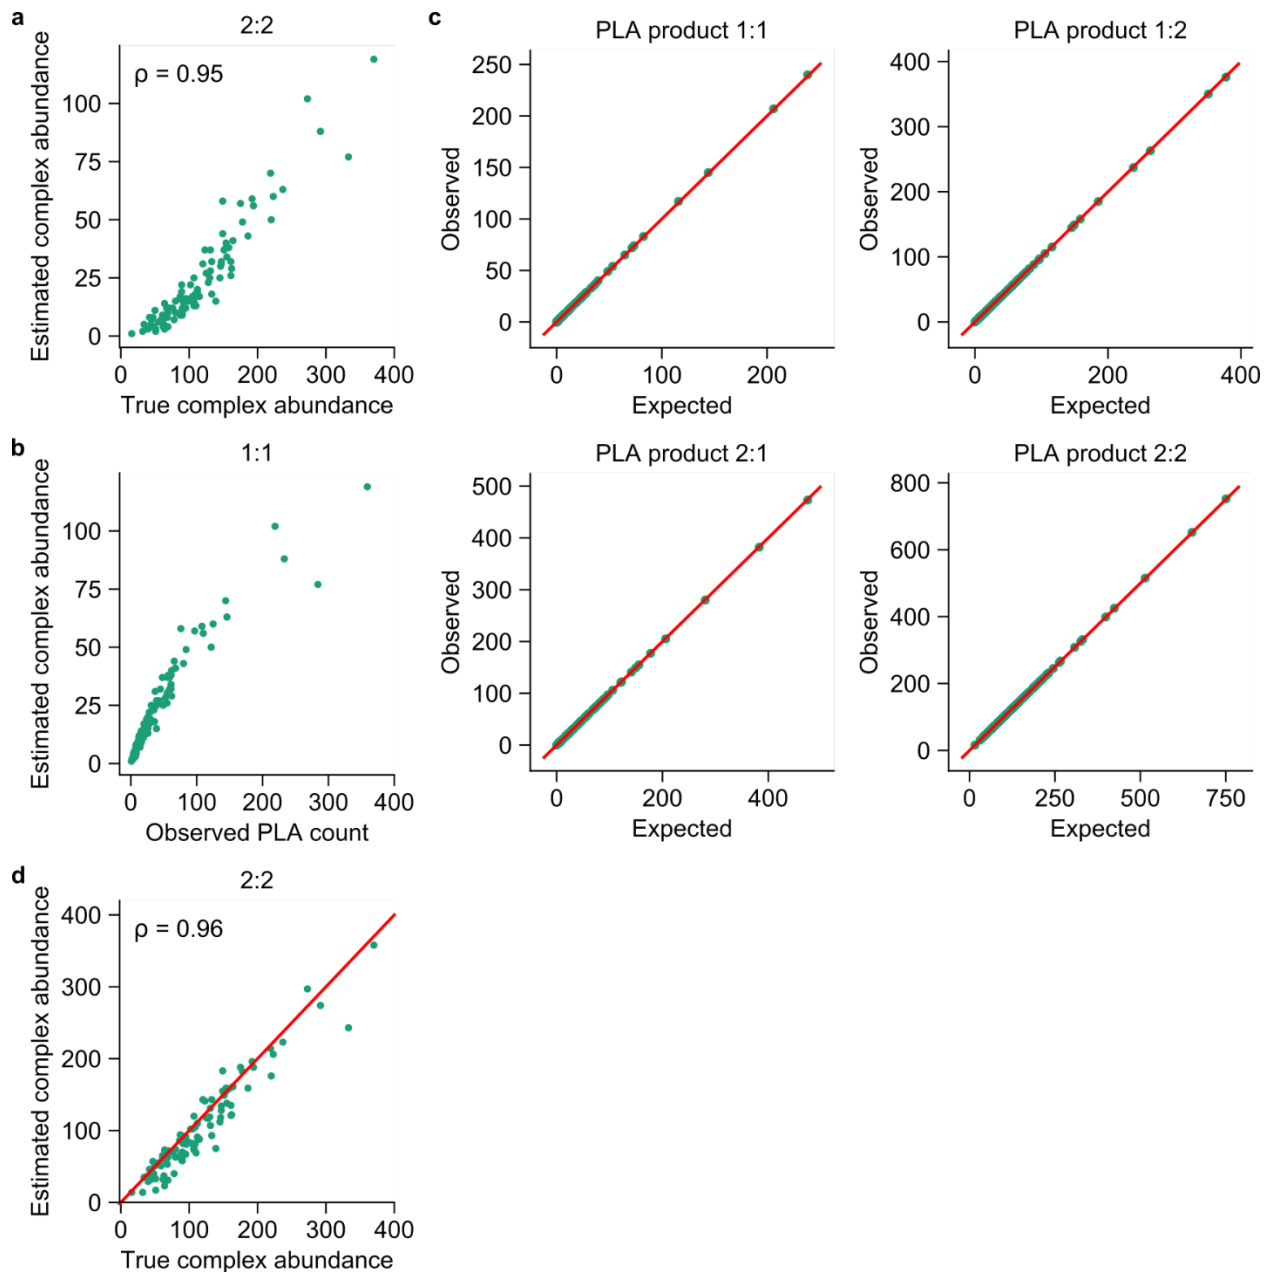 a
2:2
ρ = 0.95
Estimated complex abundance
100
75
50
25
0
0 100 200 300 400
True complex abundance
b
1:1
Estimated complex abundance
100
75
50
25
0
0 100 200 300 400
Observed PLA count
c
PLA product 1:1
Observed
250
200
150
100
50
0
0 100 200
Expected
PLA product 1:2
Observed
400
300
200
100
0
0 200 400
Expected
PLA product 2:1
Observed
500
400
300
200
100
0
0 200 400
Expected
PLA product 2:2
Observed
800
600
400
200
0
0 250 500 750
Expected
d
2:2
ρ = 0.96
Estimated complex abundance
400
300
200
100
0
0 100 200 300 400
True complex abundance